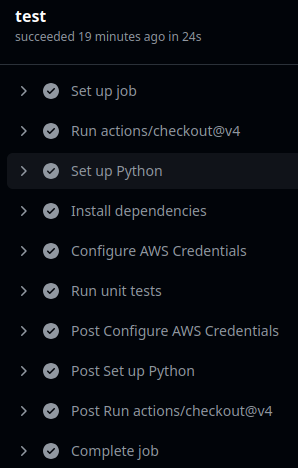 test
succeeded 19 minutes ago in 24s
Set up job
Run actions/checkout@v4
Set up Python
Install dependencies
Configure AWS Credentials
Run unit tests
Post Configure AWS Credentials
Post Set up Python
Post Run actions/checkout@v4
Complete job